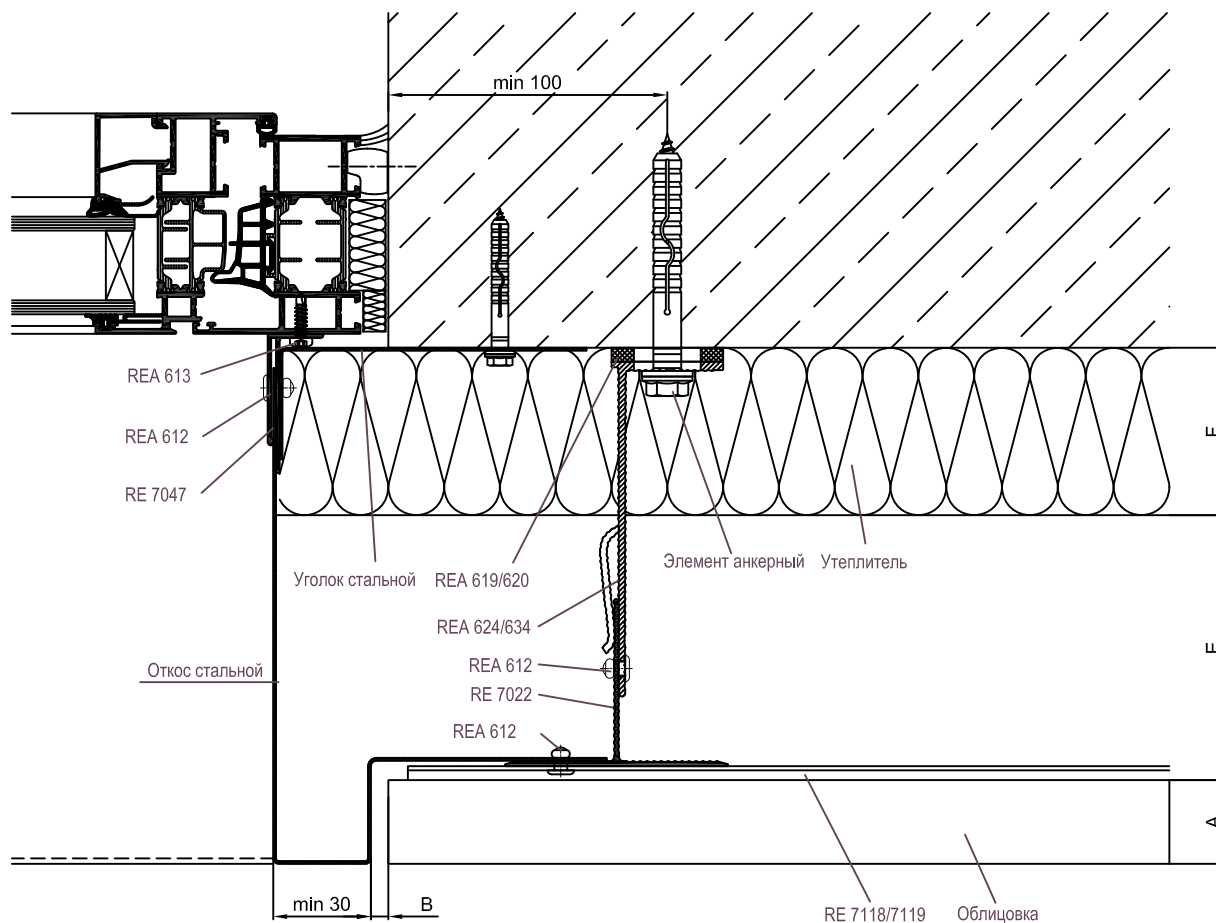 min 100
REA 613
REA 612
RE 7047
Уголок стальной
REA 619/620
Элемент анкерный
Утеплитель
REA 624/634
REA 612
Откос стальной
RE 7022
REA 612
A
min 30
B
RE 7118/7119
Облицовка